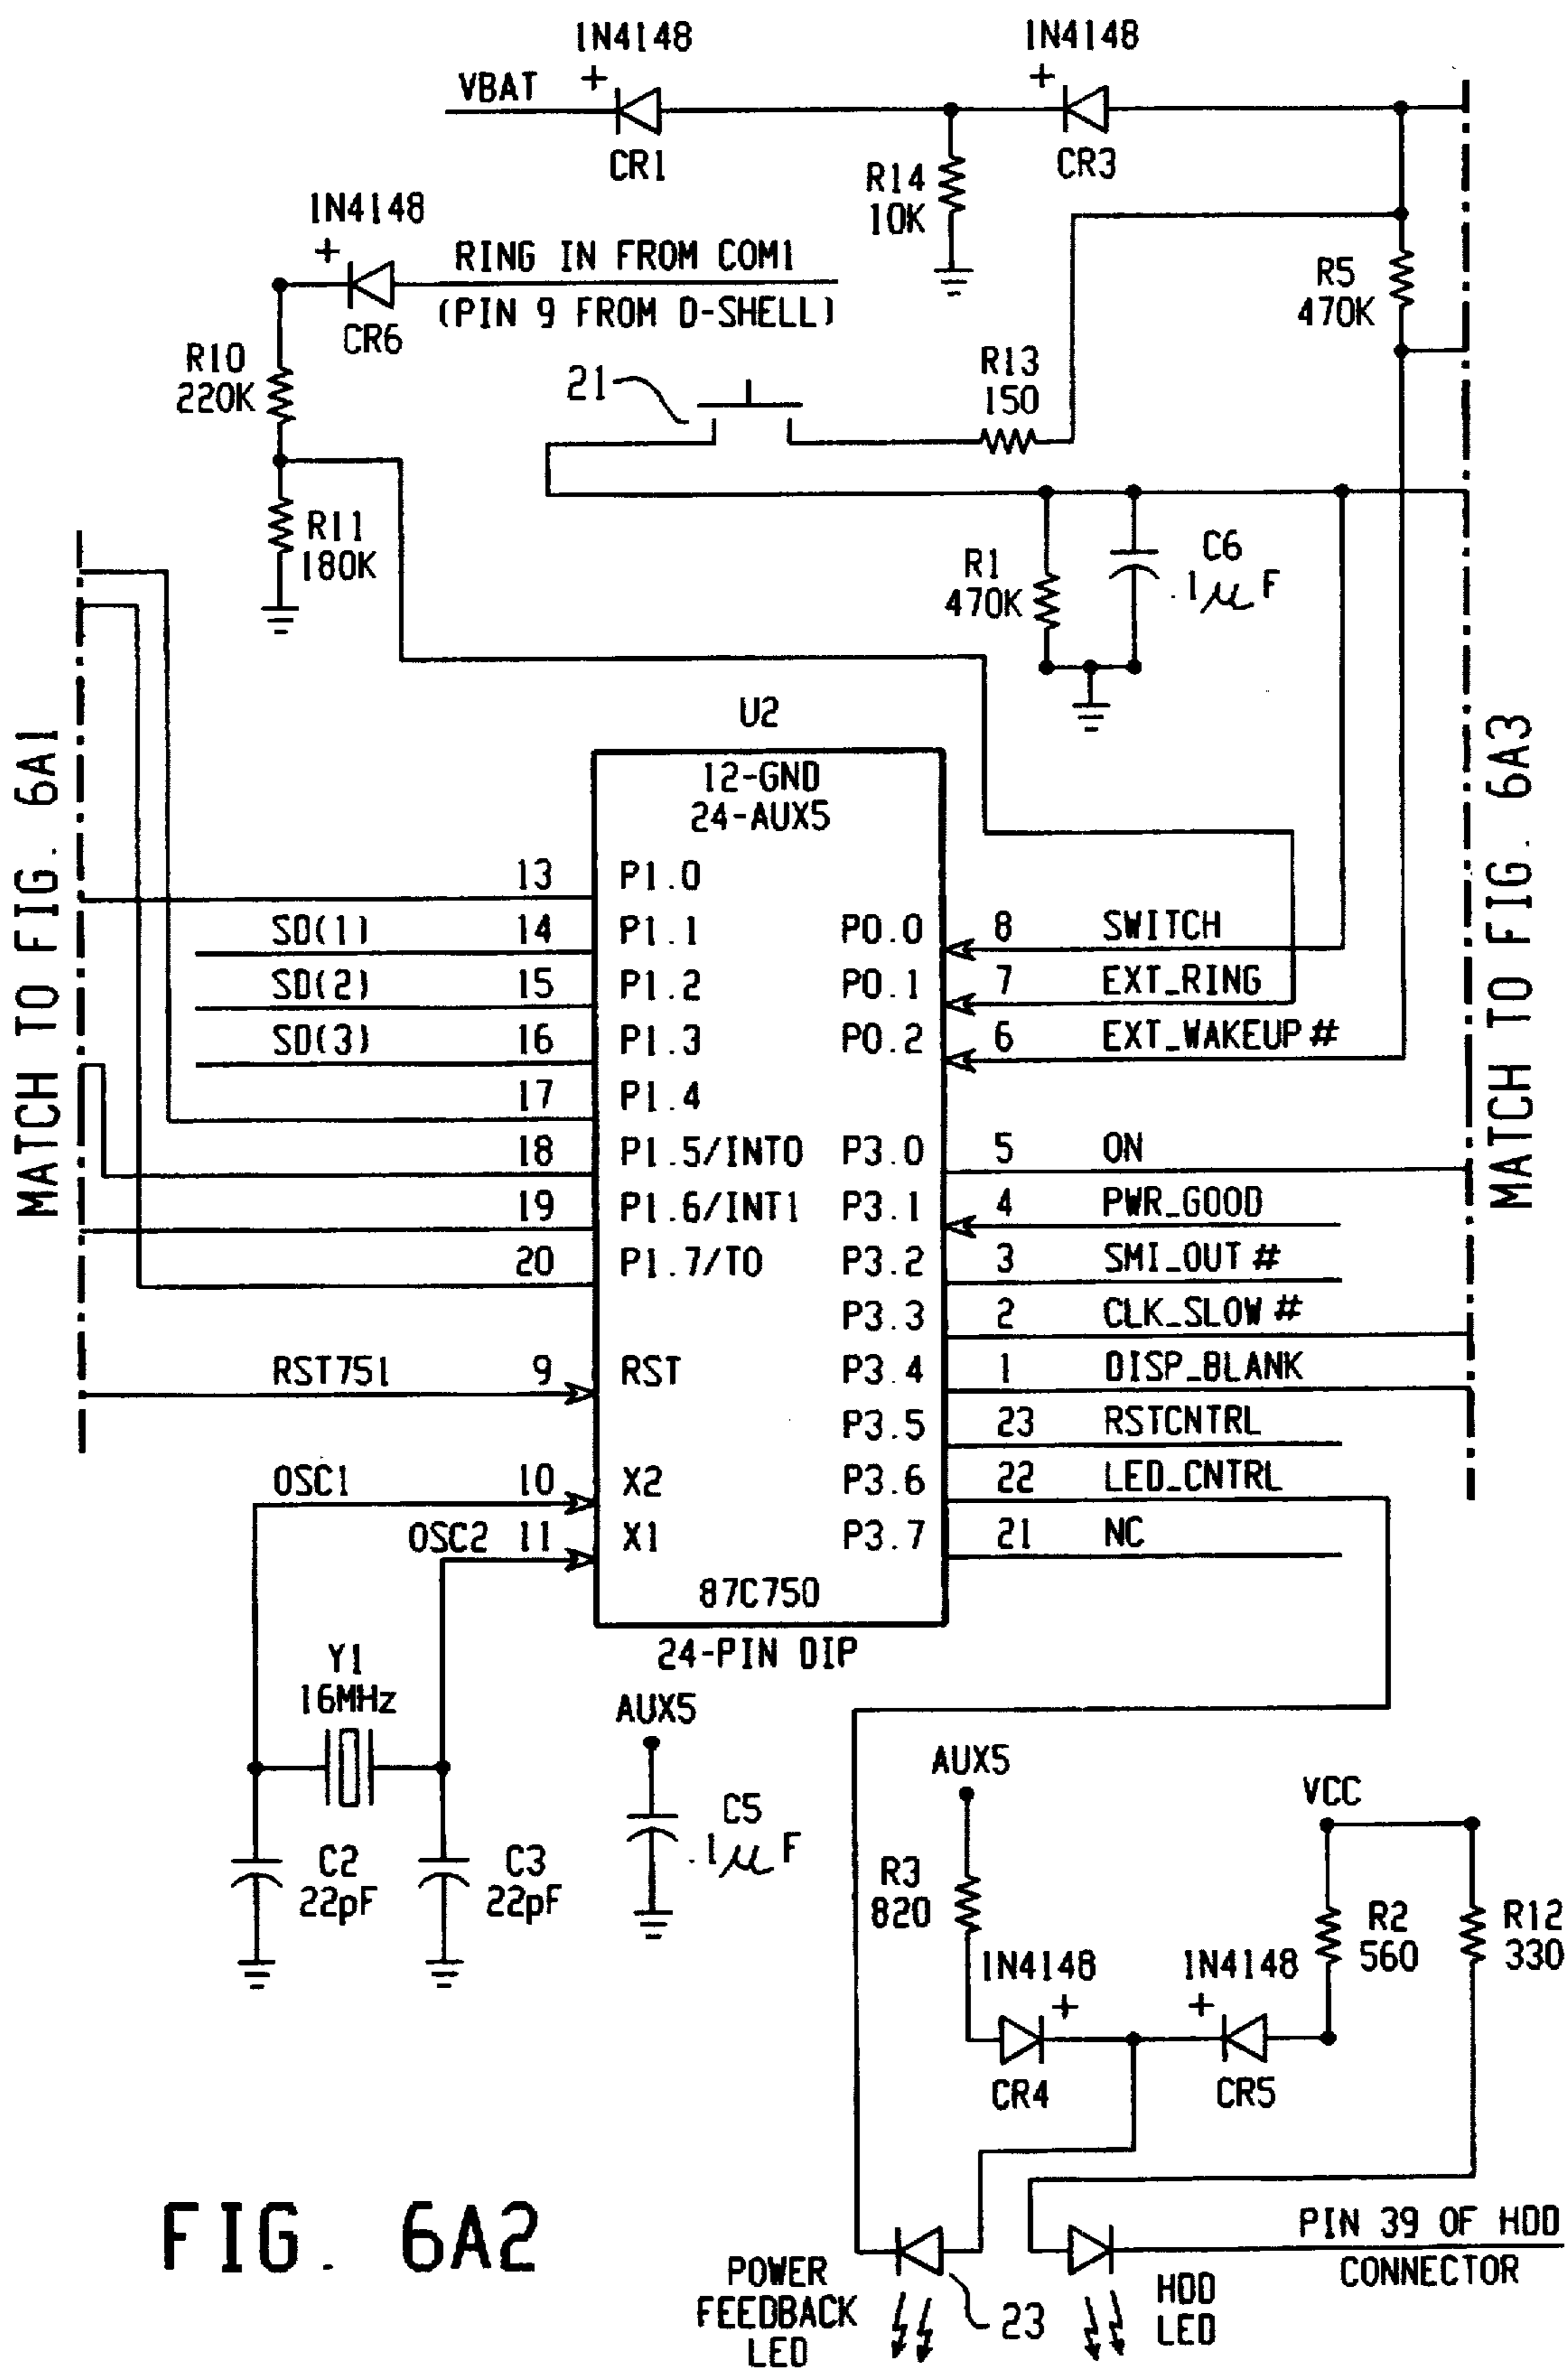 1N4148
1N4148
VBAT
+
+
CR1
CR3
R14
10K
1N4148
+
RING IN FROM COM1
(PIN 9 FROM D-SHELL)
CR6
R5
470K
R10
220K
21
R13
150
R11
180K
R1
470K
C6
.1μF
MATCH TO FIG. 6A1
MATCH TO FIG. 6A3
U2
12-GND
24-AUX5
13 P1.0
SD(1) 14 P1.1
P0.0 8 SWITCH
SD(2) 15 P1.2
P0.1 7 EXT_RING
SD(3) 16 P1.3
P0.2 6 EXT_WAKEUP#
17 P1.4
18 P1.5/INT0
P3.0 5 ON
19 P1.6/INT1
P3.1 4 PWR_GOOD
20 P1.7/T0
P3.2 3 SMI_OUT#
P3.3 2 CLK_SLOW#
RST751 9 RST
P3.4 1 DISP_BLANK
P3.5 23 RSTCNTRL
OSC1 10 X2
P3.6 22 LED_CNTRL
OSC2 11 X1
P3.7 21 NC
87C750
24-PIN DIP
Y1
16MHz
AUX5
C5
.1μF
C2
22pF
C3
22pF
AUX5
VCC
R3
820
R2
560
R12
330
1N4148
+
1N4148
+
CR4
CR5
PIN 39 OF HDD
CONNECTOR
POWER
FEEDBACK
LED
23
HDD
LED
FIG. 6A2